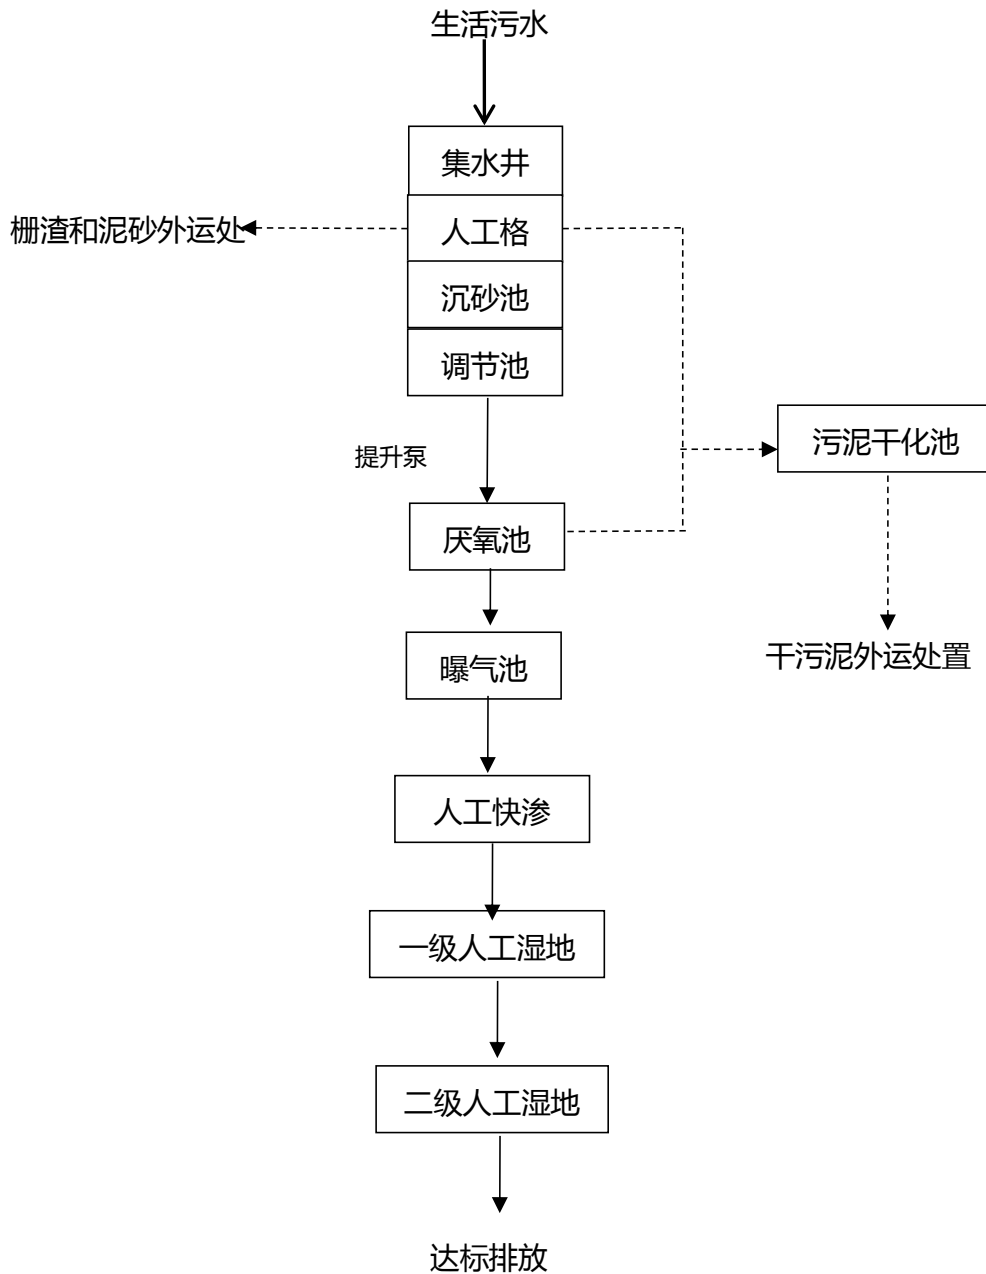 生活污水
集水井
栅渣和泥砂外运处
人工格
沉砂池
调节池
污泥干化池
提升泵
厌氧池
干污泥外运处置
曝气池
人工快渗
一级人工湿地
二级人工湿地
达标排放